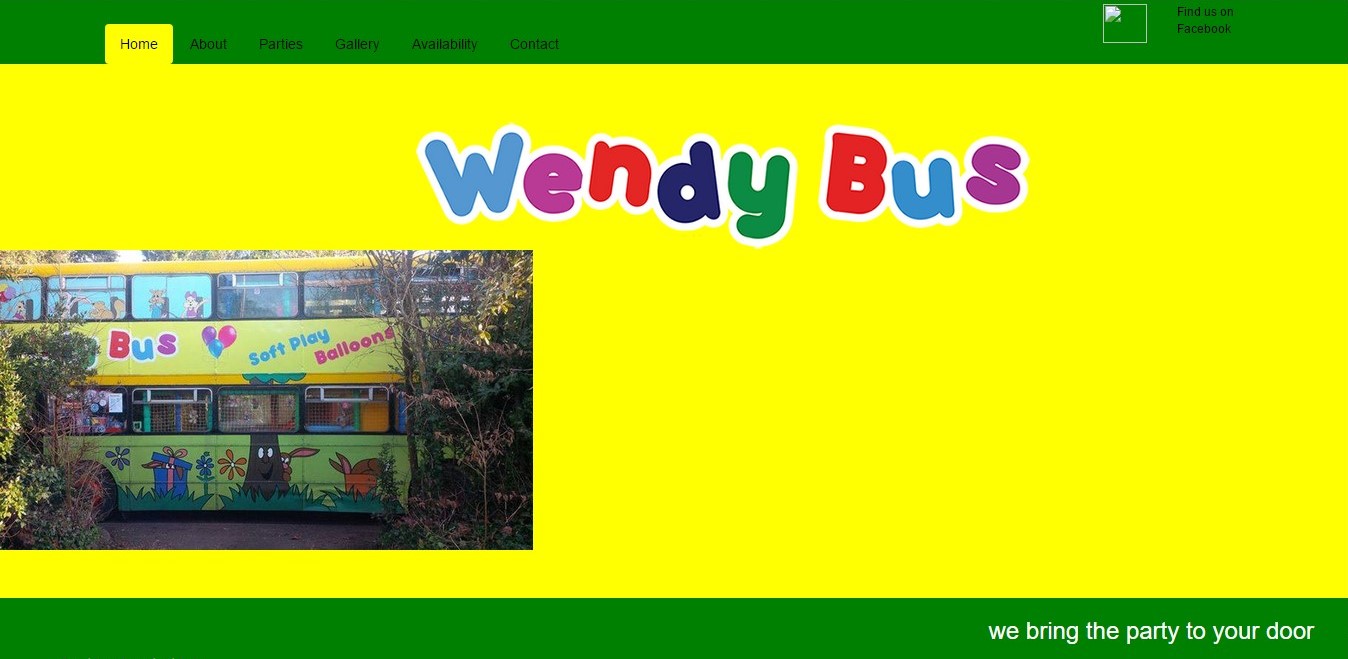 Home About Parties Gallery Availability Contact
Find us on
Facebook
Wendy Bus
Bus Soft Play
Balloons
we bring the party to your door